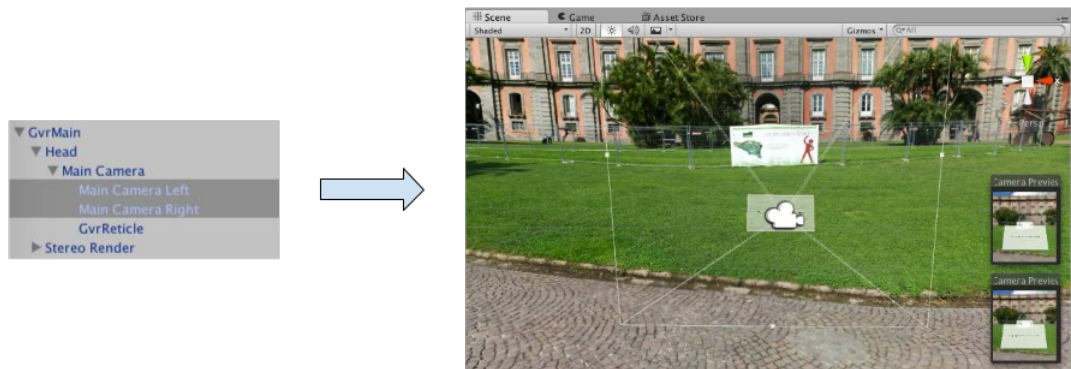 GvrMain
Head
Main Camera
Main Camera Left
Main Camera Right
GvrReticle
Stereo Render
Scene
Game
Asset Store
Shaded
2D
Gizmos
All
x
Persp
Camera Preview
Camera Preview